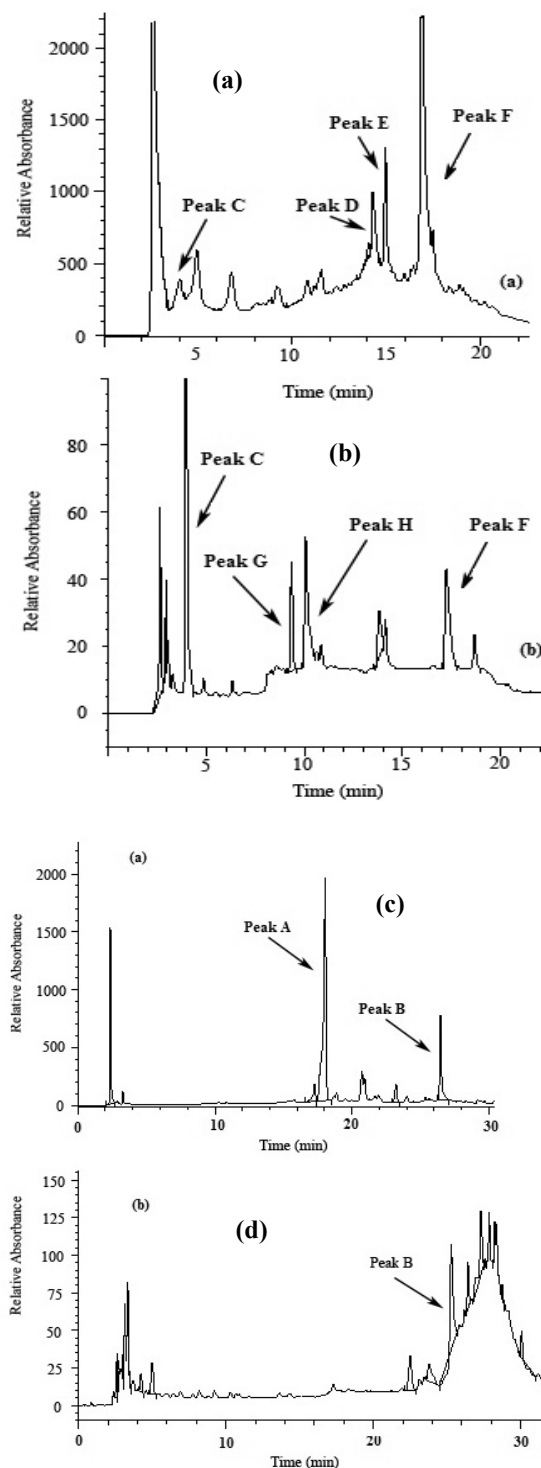 2000
(a)
Peak F
1500
Peak E
1000
Peak C
Peak D
500
(a)
0
5
10
15
20
Relative Absorbance
Time (min)
80
(b)
Peak C
60
Peak H
Peak F
Peak G
40
20
(b)
0
5
10
15
20
Relative Absorbance
Time (min)
(a)
2000
(c)
Peak A
1500
1000
Peak B
500
0
0
10
20
30
Relative Absorbance
Time (min)
150
(b)
125
(d)
100
Peak B
75
50
25
0
0
10
20
30
Relative Absorbance
Time (min)